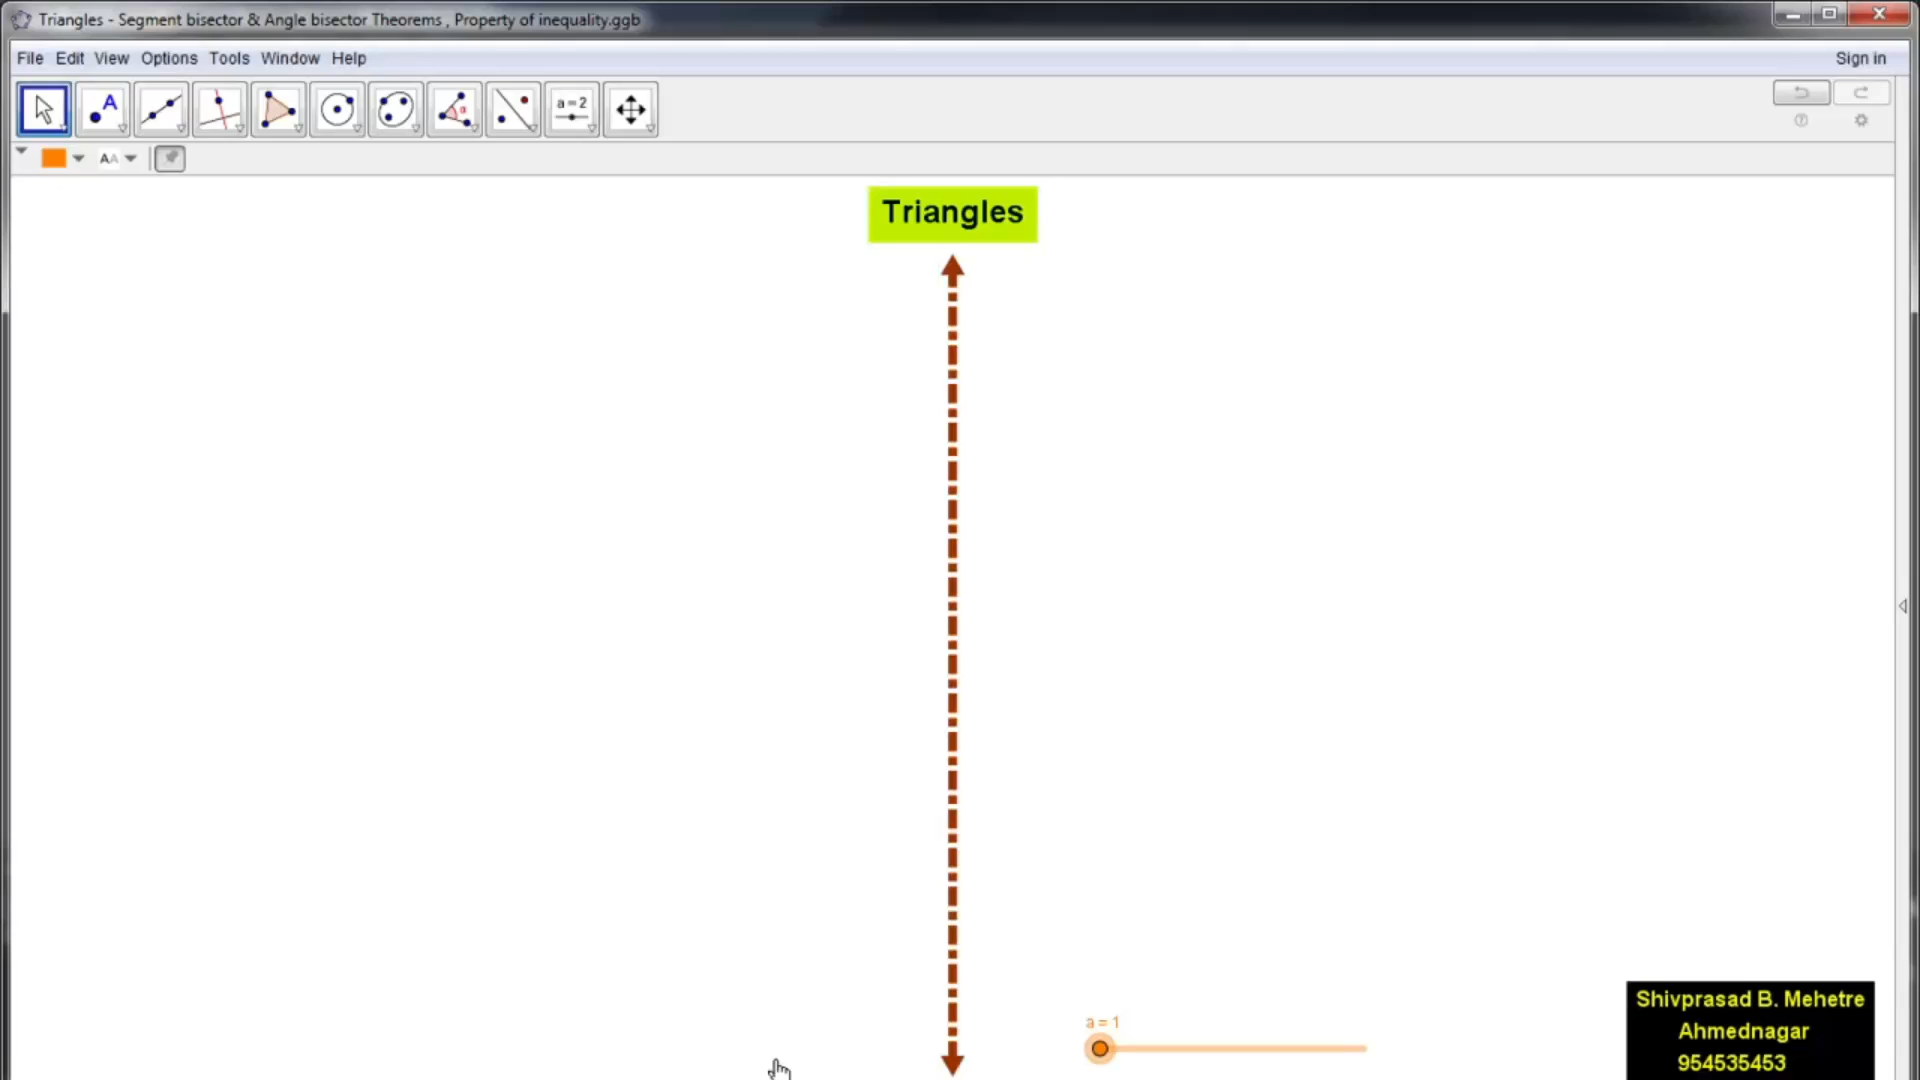 Triangles - Segment bisector & Angle bisector Theorems , Property of inequality.ggb
File Edit View Options Tools Window Help Sign in
A
α
a = 2
AA
Triangles
a = 1
Shivprasad B. Mehetre
Ahmednagar
954535453